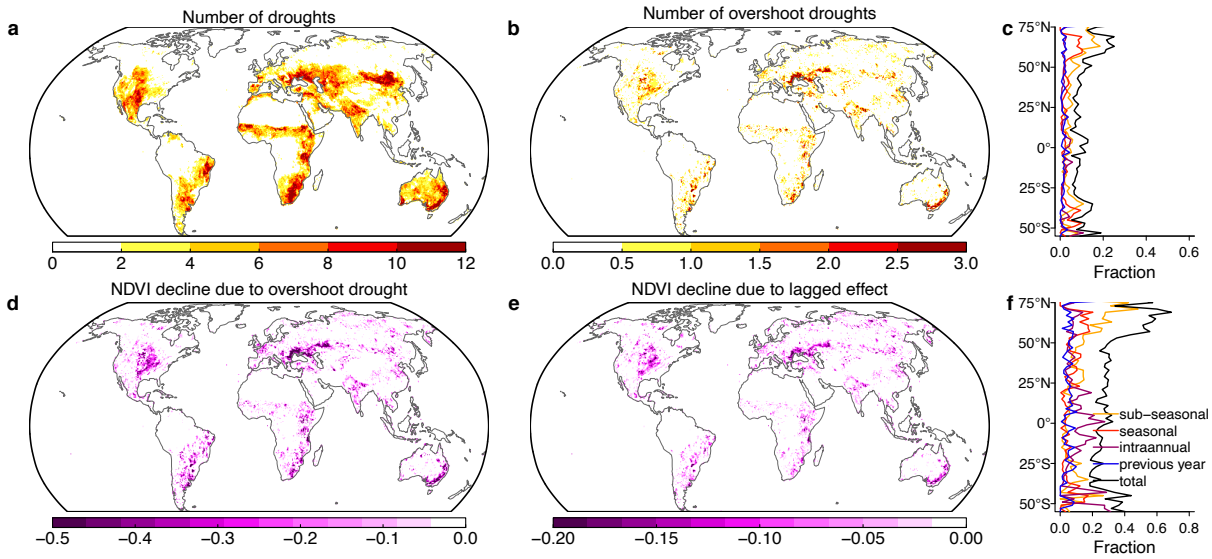 a
Number of droughts
0 2 4 6 8 10 12
b
Number of overshoot droughts
0.0 0.5 1.0 1.5 2.0 2.5 3.0
c
75°N
50°N
25°N
0°
25°S
50°S
0.0 0.2 0.4 0.6
Fraction
d
NDVI decline due to overshoot drought
−0.5 −0.4 −0.3 −0.2 −0.1 0.0
e
NDVI decline due to lagged effect
−0.20 −0.15 −0.10 −0.05 0.00
f
75°N
50°N
25°N
0°
25°S
50°S
sub−seasonal
seasonal
intraannual
previous year
total
0.0 0.2 0.4 0.6 0.8
Fraction